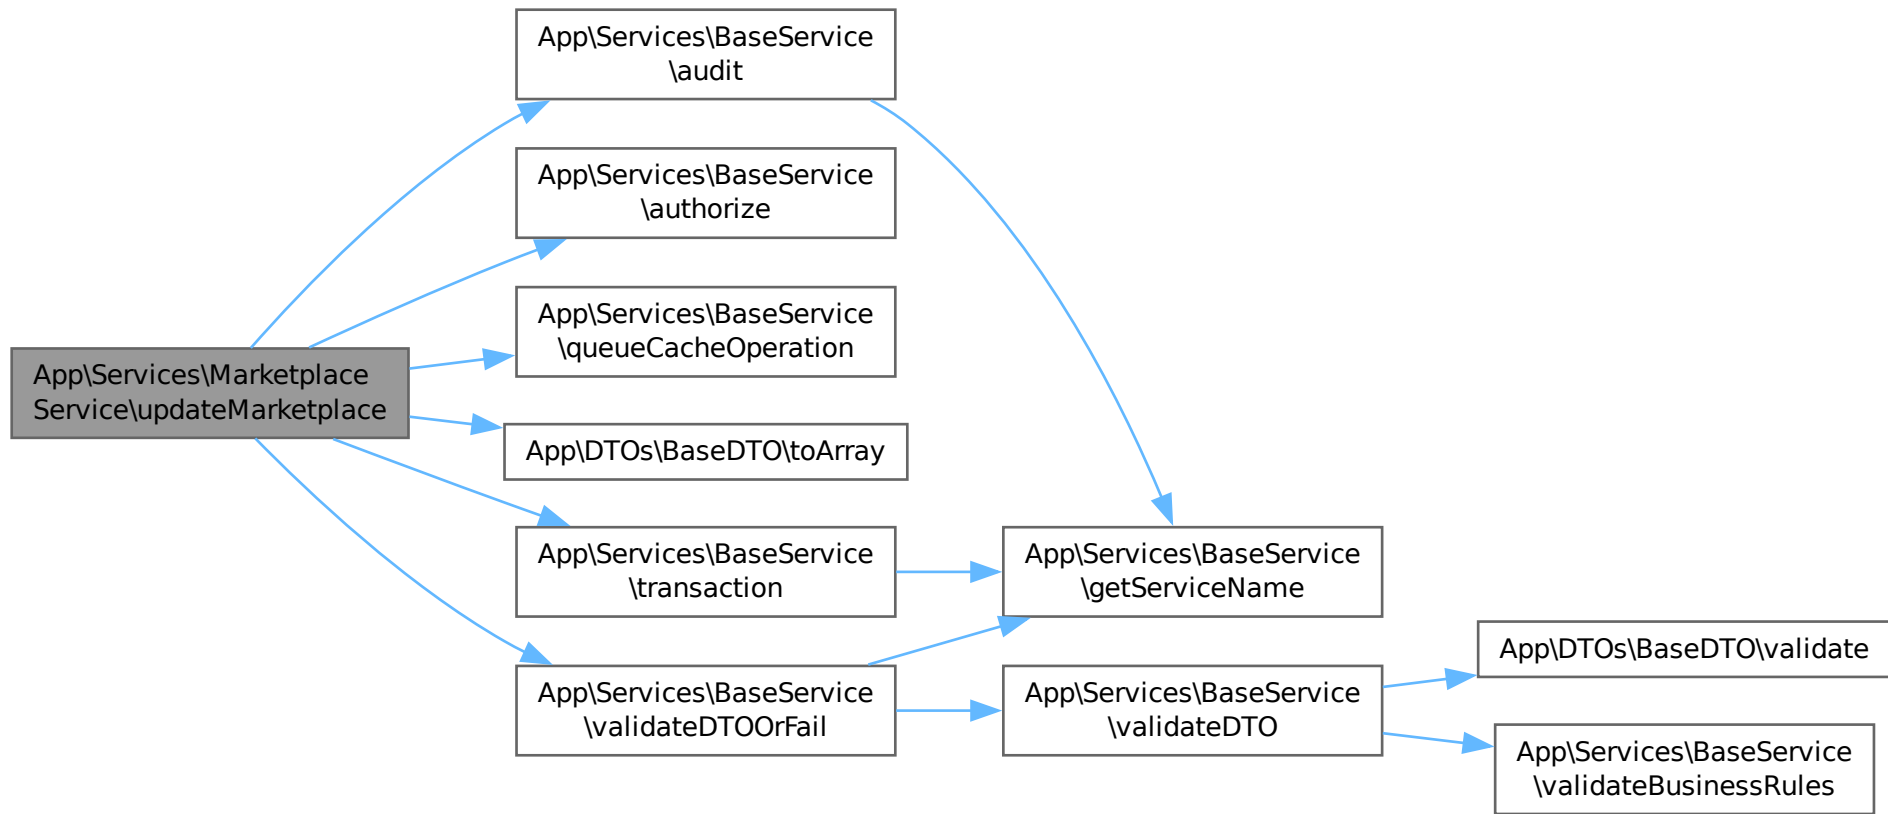 App\Services\BaseService
\audit
App\Services\BaseService
\authorize
App\Services\BaseService
\queueCacheOperation
App\Services\Marketplace
Service\updateMarketplace
App\DTOs\BaseDTO\toArray
App\Services\BaseService
\transaction
App\Services\BaseService
\getServiceName
App\Services\BaseService
\validateDTOOrFail
App\Services\BaseService
\validateDTO
App\DTOs\BaseDTO\validate
App\Services\BaseService
\validateBusinessRules